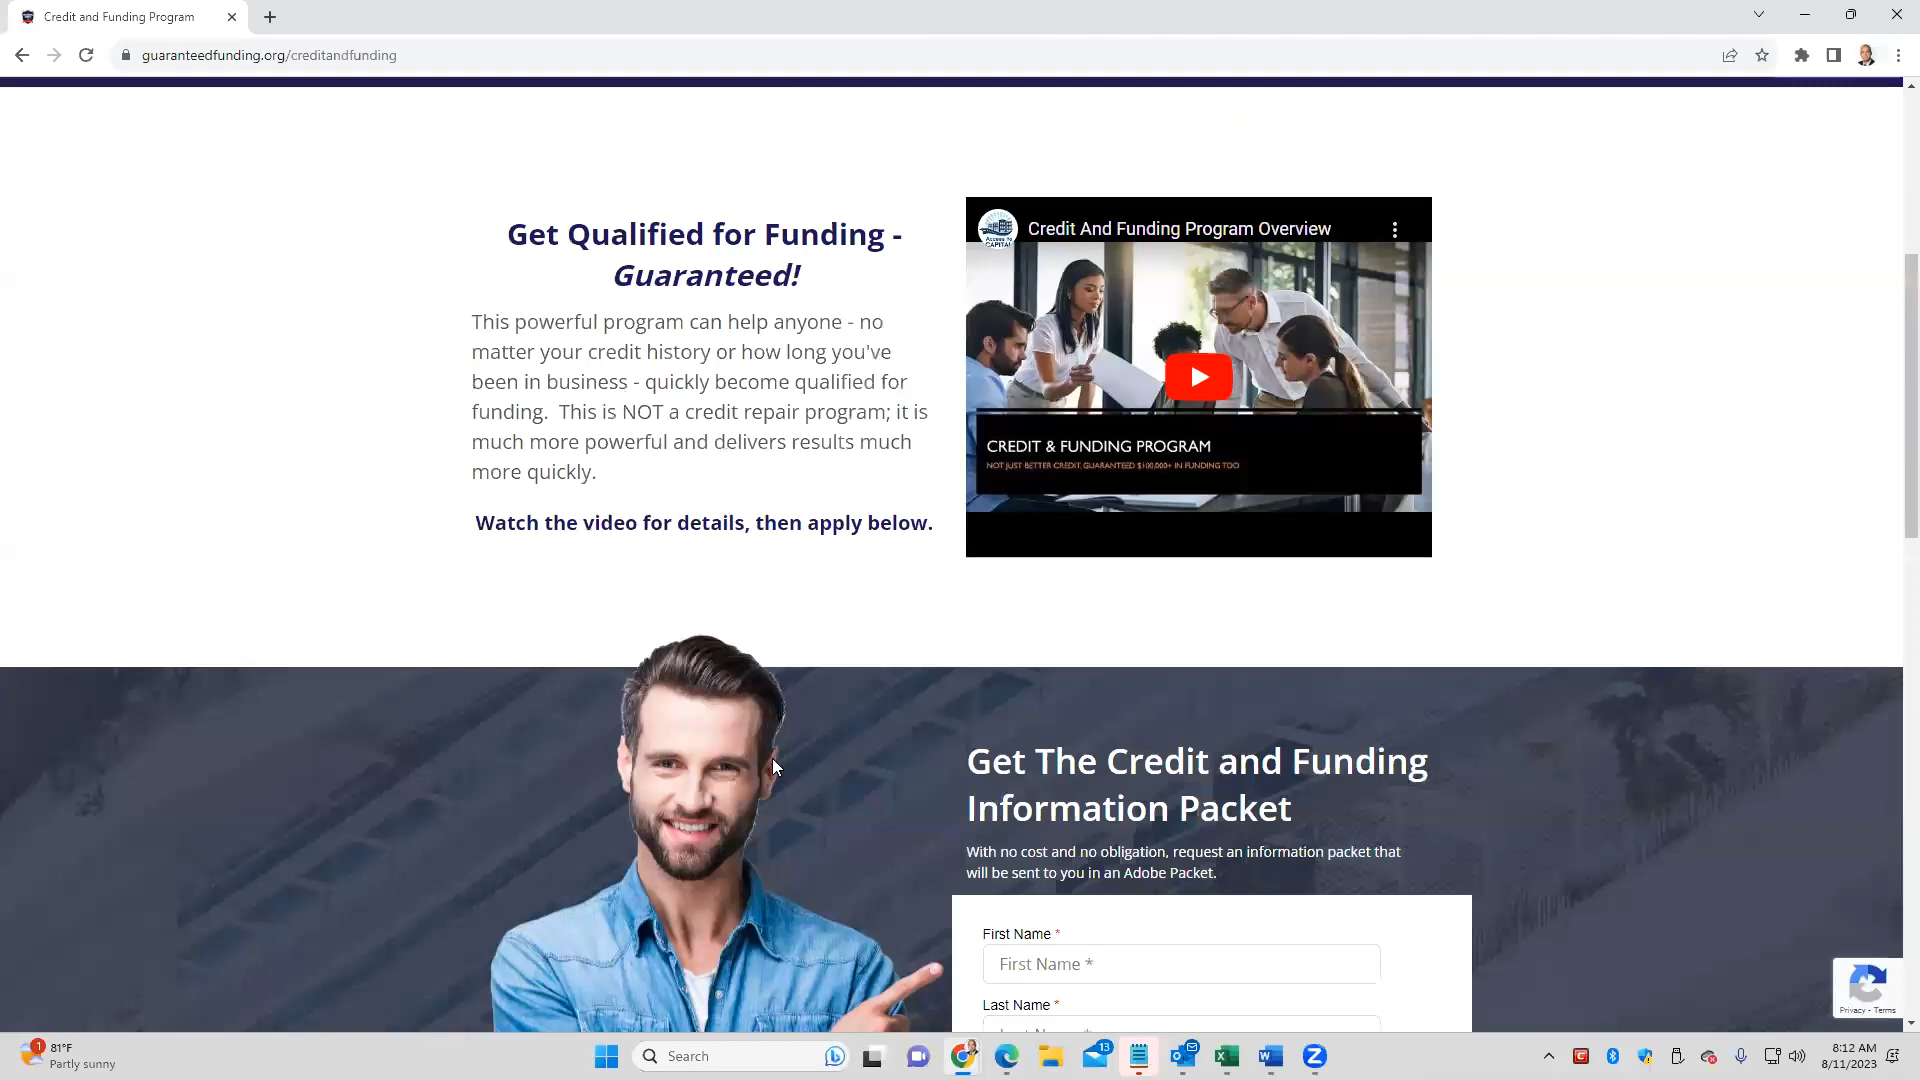 Credit and Funding Program
guaranteedfunding.org/creditandfunding
Get Qualified for Funding -
Guaranteed!
This powerful program can help anyone - no
matter your credit history or how long you've
been in business - quickly become qualified for
funding. This is NOT a credit repair program; it is
much more powerful and delivers results much
more quickly.
Watch the video for details, then apply below.
Access To
CAPITAL
Credit And Funding Program Overview
CREDIT & FUNDING PROGRAM
NOT JUST BETTER CREDIT, GUARANTEED $100,000+ IN FUNDING TOO
Get The Credit and Funding
Information Packet
With no cost and no obligation, request an information packet that
will be sent to you in an Adobe Packet.
First Name *
First Name *
Last Name *
Privacy - Terms
1
81°F
Partly sunny
Search
13
8:12 AM
8/11/2023